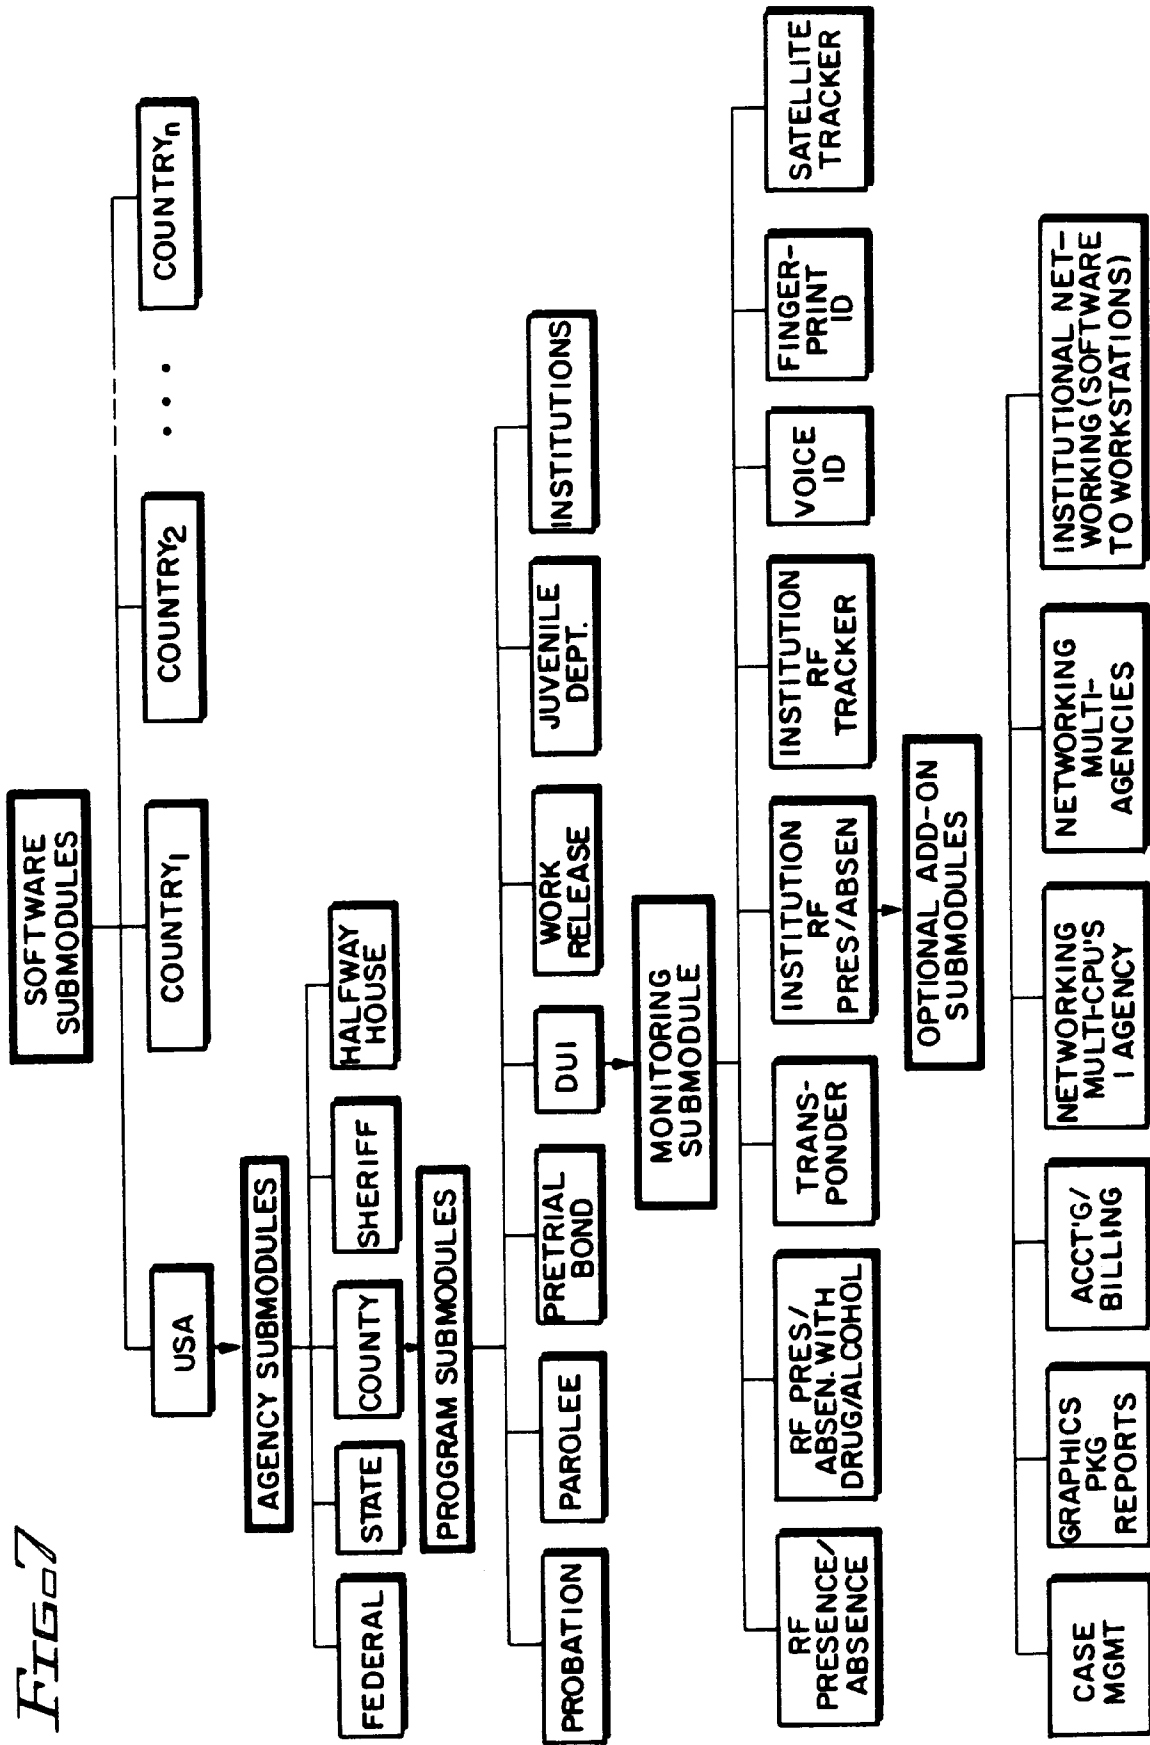 FIG-7
SOFTWARE
SUBMODULES
USA
COUNTRY1
COUNTRY2
...
COUNTRYn
AGENCY SUBMODULES
FEDERAL
STATE
COUNTY
SHERIFF
HALFWAY
HOUSE
PROGRAM SUBMODULES
PROBATION
PAROLEE
PRETRIAL
BOND
DUI
WORK
RELEASE
JUVENILE
DEPT.
INSTITUTIONS
MONITORING
SUBMODULE
RF
PRESENCE/
ABSENCE
RF PRES/
ABSEN. WITH
DRUG/ALCOHOL
TRANS-
PONDER
INSTITUTION
RF
PRES/ABSEN
INSTITUTION
RF
TRACKER
VOICE
ID
FINGER-
PRINT
ID
SATELLITE
TRACKER
OPTIONAL ADD-ON
SUBMODULES
CASE
MGMT
GRAPHICS
PKG
REPORTS
ACCT'G/
BILLING
NETWORKING
MULTI-CPU'S
1 AGENCY
NETWORKING
MULTI-
AGENCIES
INSTITUTIONAL NET-
WORKING (SOFTWARE
TO WORKSTATIONS)